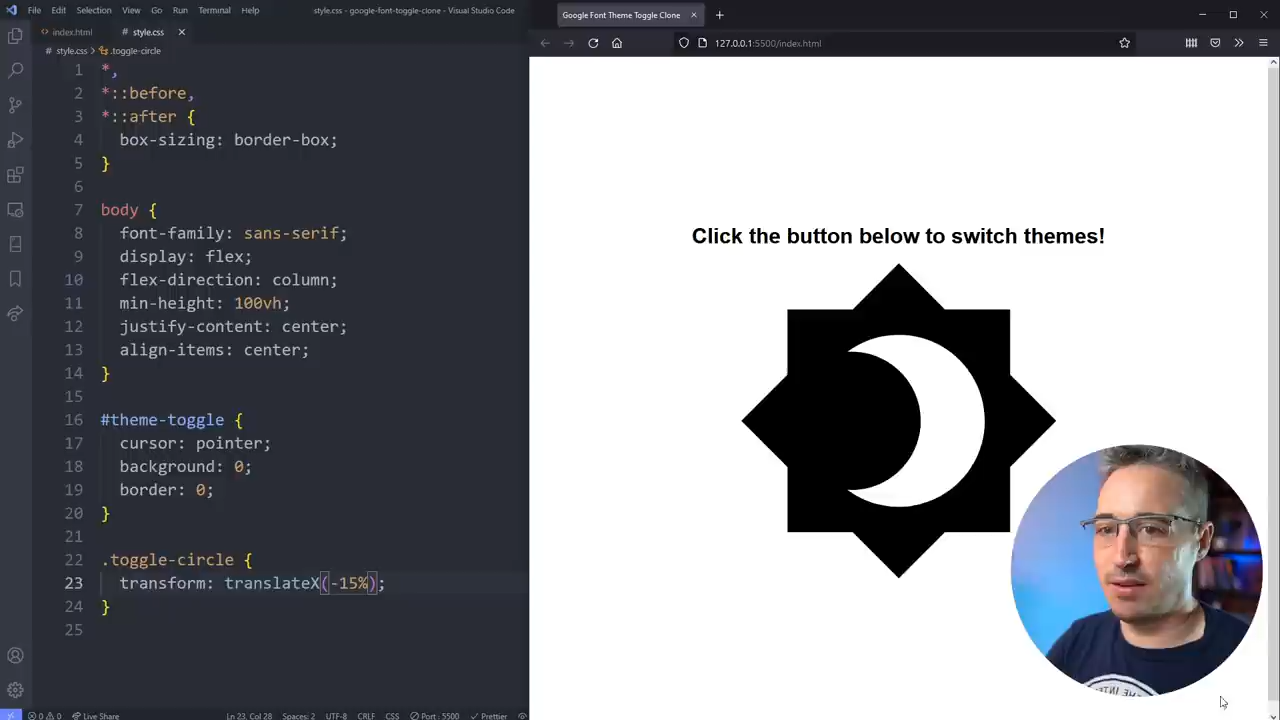 File Edit Selection View Go Run Terminal Help style.css - google-font-toggle-clone - Visual Studio Code
index.html style.css
style.css > .toggle-circle
1 *,
2 *::before,
3 *::after {
4 box-sizing: border-box;
5 }
6
7 body {
8 font-family: sans-serif;
9 display: flex;
10 flex-direction: column;
11 min-height: 100vh;
12 justify-content: center;
13 align-items: center;
14 }
15
16 #theme-toggle {
17 cursor: pointer;
18 background: 0;
19 border: 0;
20 }
21
22 .toggle-circle {
23 transform: translateX(-15%);
24 }
25
0 0 Live Share Ln 23, Col 28 Spaces: 2 UTF-8 CRLF CSS Port : 5500 Prettier
Google Font Theme Toggle Clone
127.0.0.1:5500/index.html
Click the button below to switch themes!